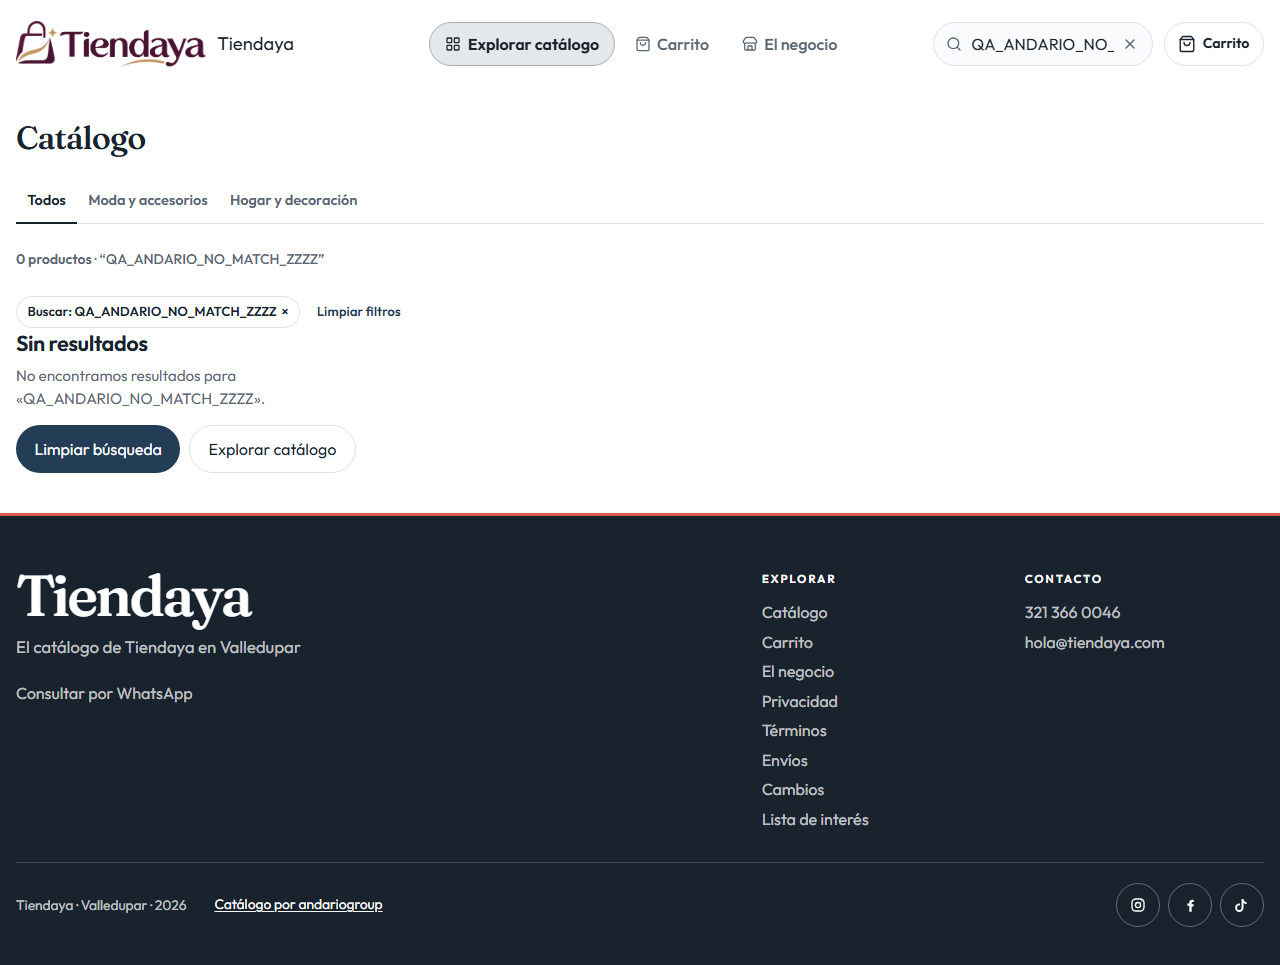 Tiendaya Tiendaya Explorar catálogo Carrito El negocio QA_ANDARIO_NO_ Carrito
Catálogo
Todos Moda y accesorios Hogar y decoración
0 productos · “QA_ANDARIO_NO_MATCH_ZZZZ”
Buscar: QA_ANDARIO_NO_MATCH_ZZZZ × Limpiar filtros
Sin resultados
No encontramos resultados para
«QA_ANDARIO_NO_MATCH_ZZZZ».
Limpiar búsqueda Explorar catálogo
Tiendaya
El catálogo de Tiendaya en Valledupar
Consultar por WhatsApp
EXPLORAR
Catálogo
Carrito
El negocio
Privacidad
Términos
Envíos
Cambios
Lista de interés
CONTACTO
321 366 0046
hola@tiendaya.com
Tiendaya · Valledupar · 2026 Catálogo por andariogroup